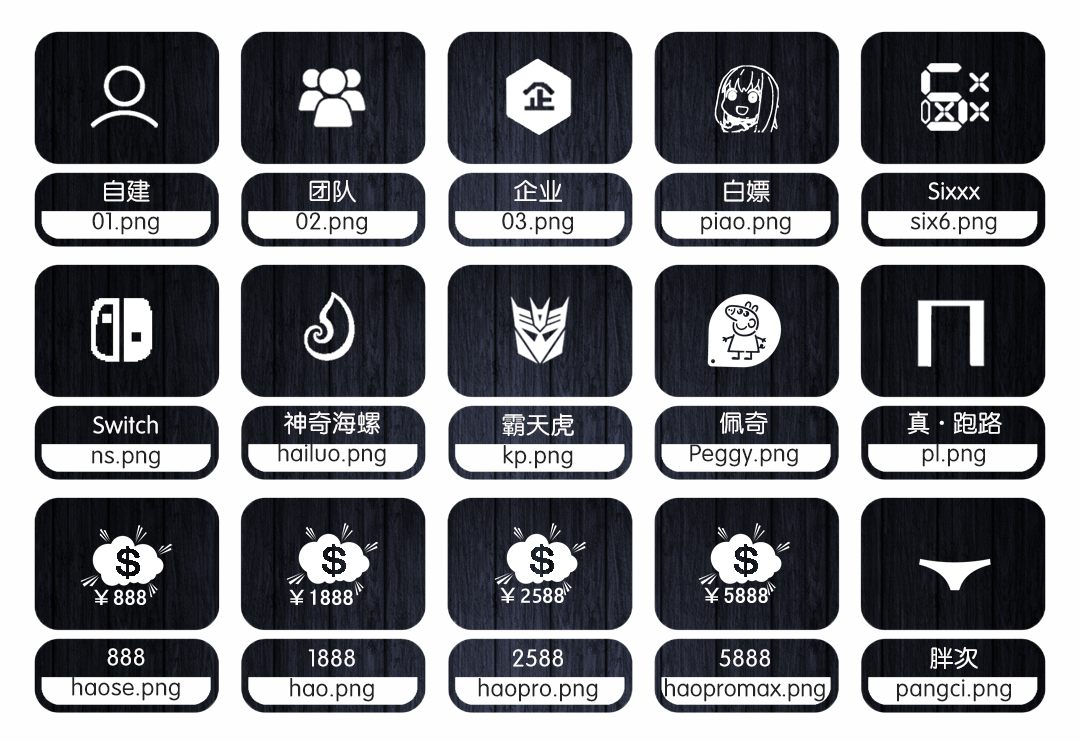 企
自建
01.png
团队
02.png
企业
03.png
白嫖
piao.png
Sixxx
six6.png
Switch
ns.png
神奇海螺
hailuo.png
霸天虎
kp.png
佩奇
Peggy.png
真·跑路
pl.png
$
￥888
$
￥1888
$
￥2588
$
￥5888
888
haose.png
1888
hao.png
2588
haopro.png
5888
haopromax.png
胖次
pangci.png